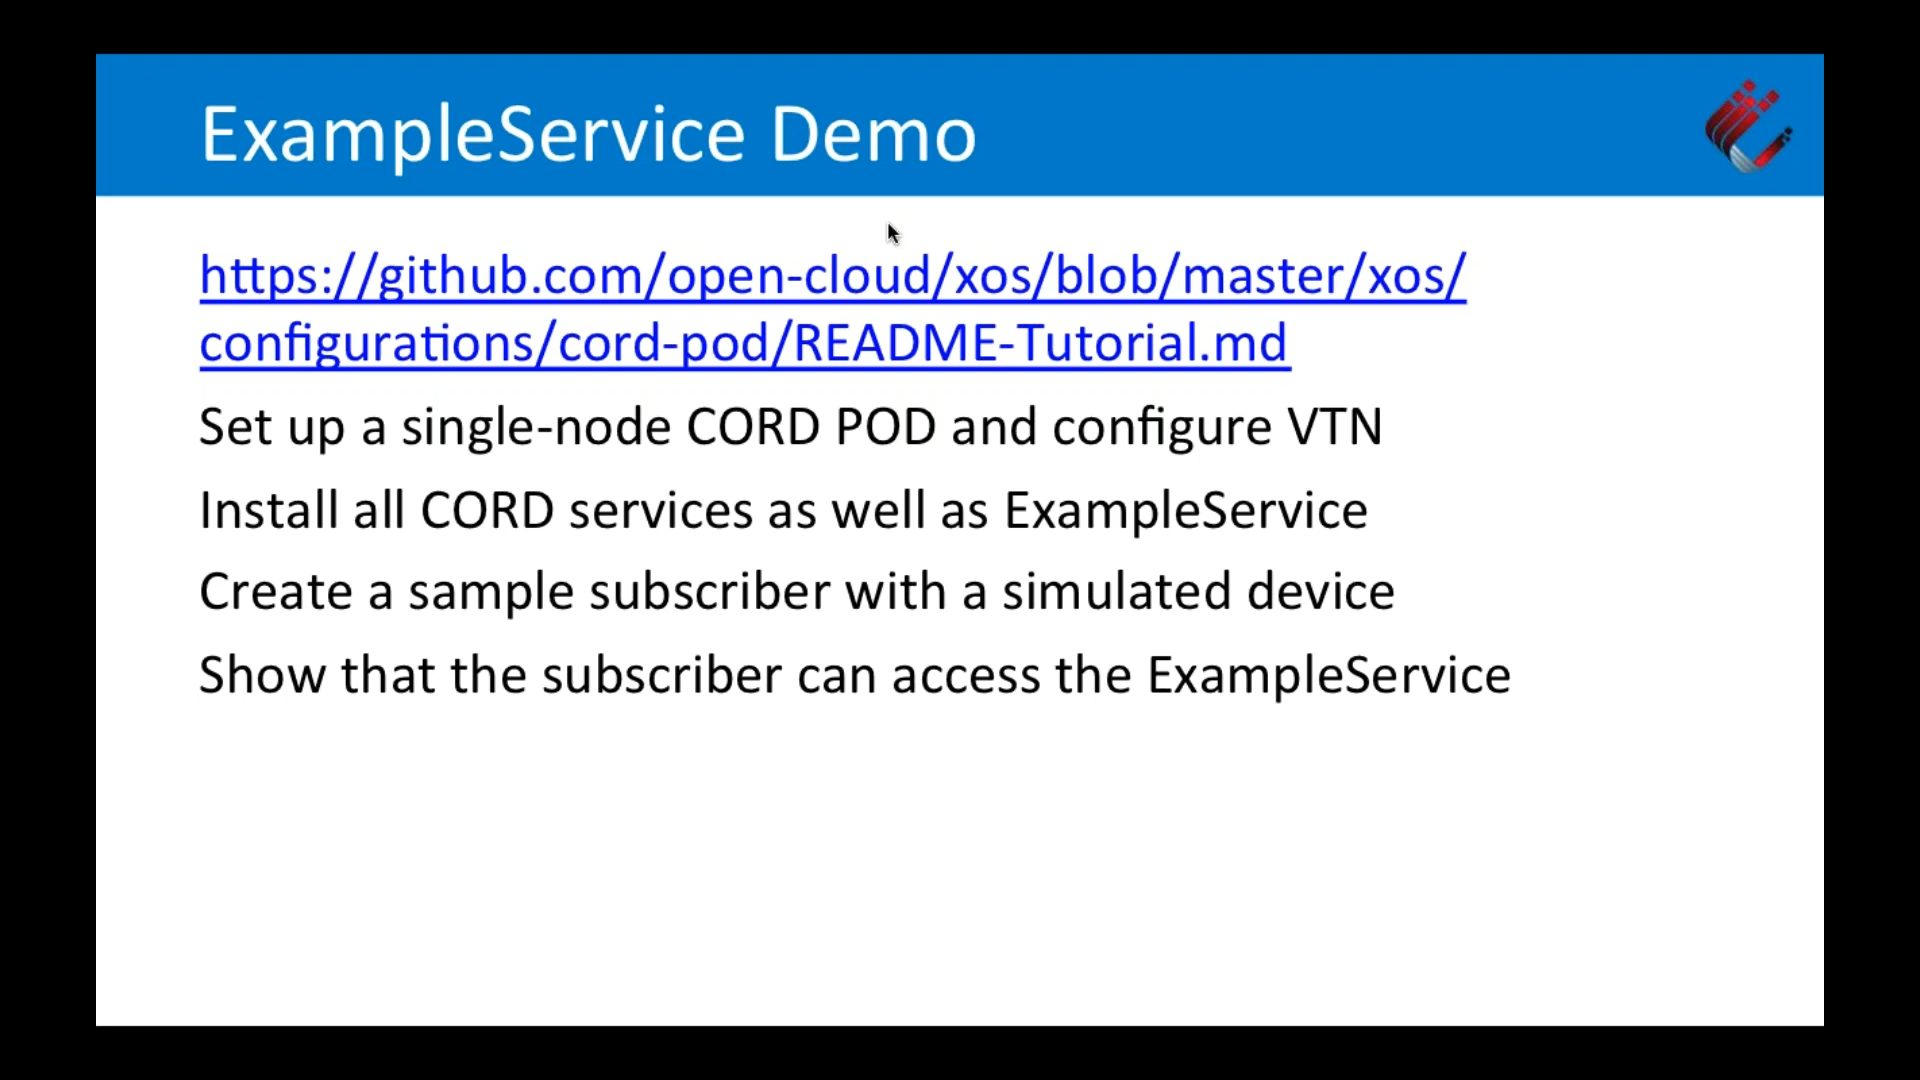 ExampleService Demo
https://github.com/open-cloud/xos/blob/master/xos/
configurations/cord-pod/README-Tutorial.md
Set up a single-node CORD POD and configure VTN
Install all CORD services as well as ExampleService
Create a sample subscriber with a simulated device
Show that the subscriber can access the ExampleService